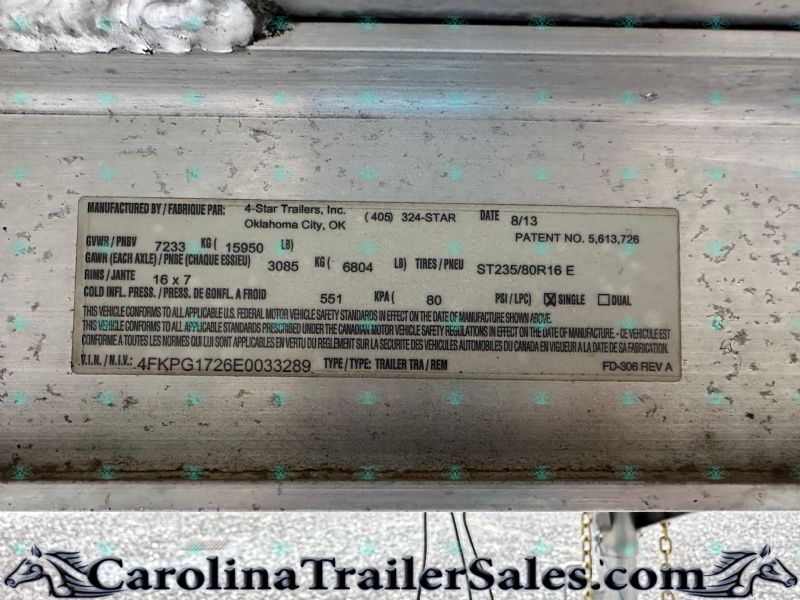 MANUFACTURED BY / FABRIQUE PAR: 4-Star Trailers, Inc. (405) 324-STAR DATE 8/13
Oklahoma City, OK PATENT NO. 5,613,726
GVWR / PNBV 7233 KG ( 15950 LB)
GAWR (EACH AXLE) / PNBE (CHAQUE ESSIEU) 3085 KG ( 6804 LB) TIRES / PNEU ST235/80R16 E
RIMS / JANTE 16 x 7
COLD INFL. PRESS. / PRESS. DE GONFL. A FROID 551 KPA ( 80 PSI / LPC) ☒ SINGLE ☐ DUAL
THIS VEHICLE CONFORMS TO ALL APPLICABLE U.S. FEDERAL MOTOR VEHICLE SAFETY STANDARDS IN EFFECT ON THE DATE OF MANUFACTURE SHOWN ABOVE.
THIS VEHICLE CONFORMS TO ALL APPLICABLE STANDARDS PRESCRIBED UNDER THE CANADIAN MOTOR VEHICLE SAFETY REGULATIONS IN EFFECT ON THE DATE OF MANUFACTURE. - CE VEHICULE EST
CONFORME A TOUTES LES NORMES QUI LUI SONT APPLICABLES EN VERTU DU REGLEMENT SUR LA SECURITE DES VEHICULES AUTOMOBILES DU CANADA EN VIGUEUR A LA DATE DE SA FABRICATION.
V.I.N. / N.I.V.: 4FKPG1726E0033289 TYPE / TYPE: TRAILER TRA / REM FD-306 REV A
CarolinaTrailerSales.com